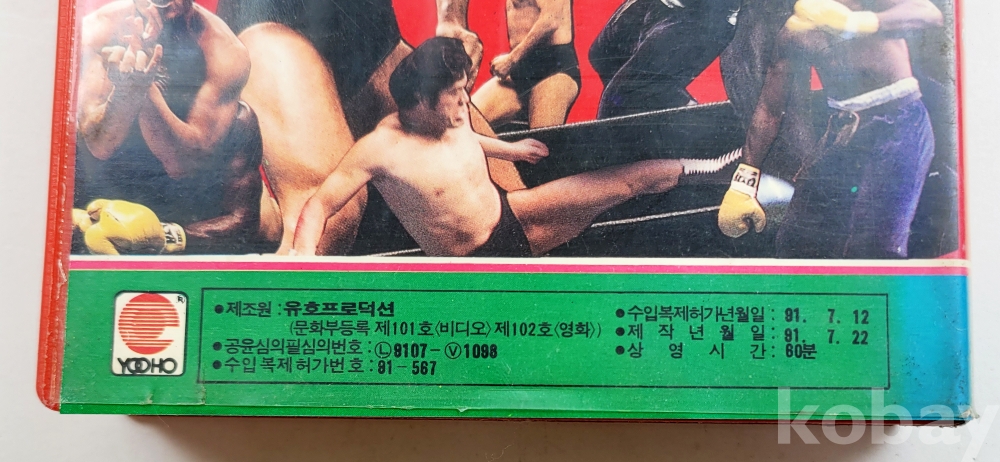 ●제조원 : 유호프로덕션
(문화부등록 제101호〈비디오〉제102호〈영화〉)
●공윤심의필심의번호 : Ⓛ9107-Ⓥ1098
●수입복제허가번호 : 91-567
●수입복제허가년월일 : 91. 7. 12
●제작년월일 : 91. 7. 22
●상영시간 : 60분
YOOHO
®
kobay